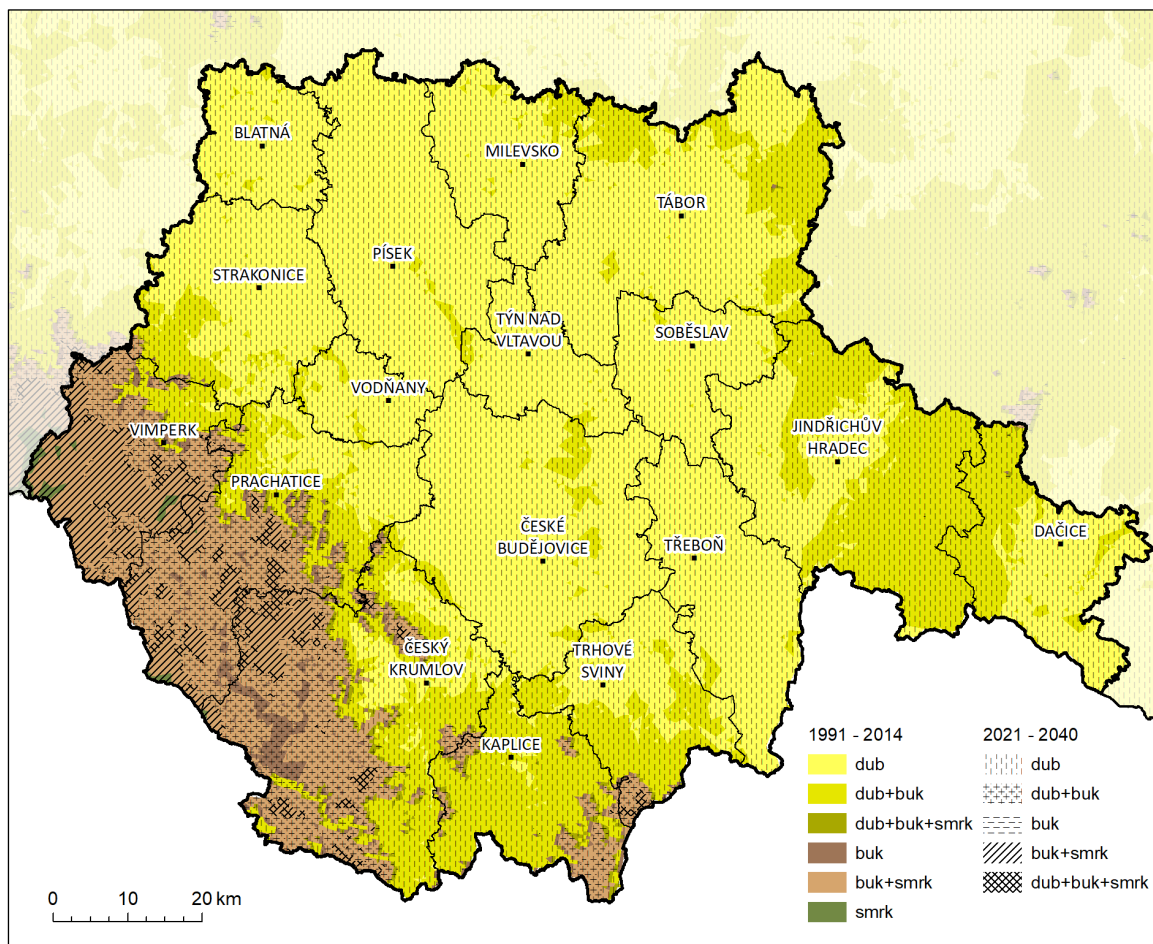 BLATNÁ
MILEVSKO
TÁBOR
PÍSEK
STRAKONICE
TÝN NAD
VLTAVOU
SOBĚSLAV
VODŇANY
VIMPERK
JINDŘICHŮV
HRADEC
PRACHATICE
ČESKÉ
BUDĚJOVICE
TŘEBOŇ
DAČICE
ČESKÝ
KRUMLOV
TRHOVÉ
SVINY
KAPLICE
1991 - 2014
dub
dub+buk
dub+buk+smrk
buk
buk+smrk
smrk
2021 - 2040
dub
dub+buk
buk
buk+smrk
dub+buk+smrk
0 10 20 km